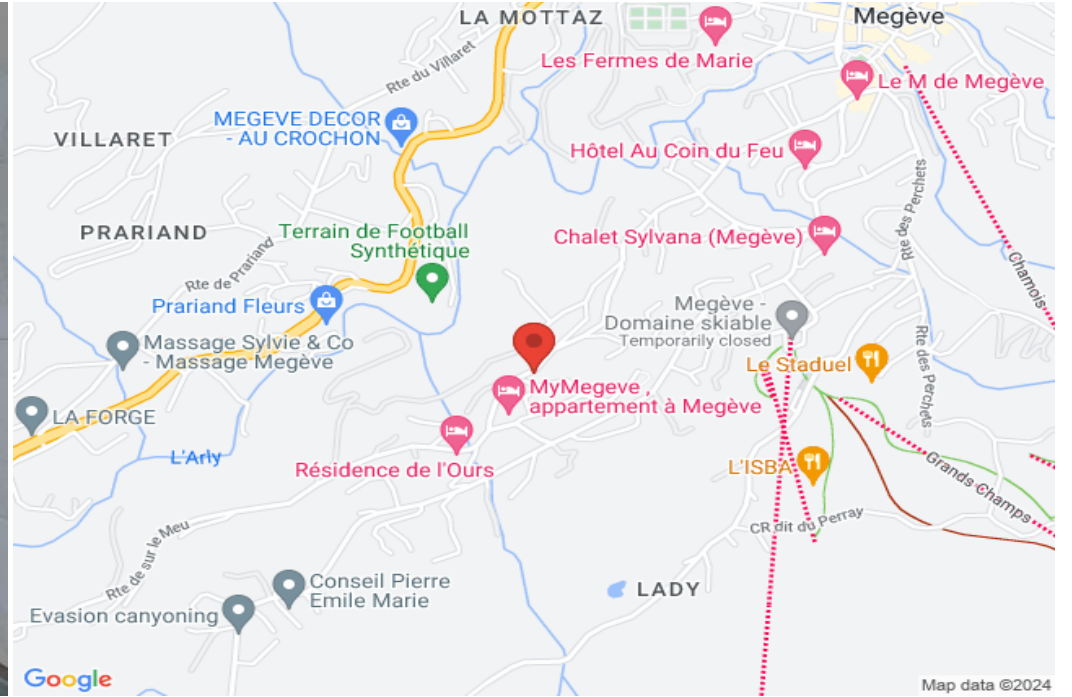 LA MOTTAZ
Megève
Les Fermes de Marie
Rte du Villaret
Le M de Megève
MEGEVE DECOR
- AU CROCHON
VILLARET
Hôtel Au Coin du Feu
Rte des Perchets
PRARIAND
Terrain de Football
Synthétique
Chalet Sylvana (Megève)
Chamois
Rte de Prariand
Prariand Fleurs
Megève -
Domaine skiable
Temporarily closed
Massage Sylvie & Co
- Massage Megève
Le Staduel
Rte des Perchets
MyMegeve ,
appartement à Megève
LA FORGE
L'Arly
Résidence de l'Ours
L'ISBA
Grands Champs
CR dit du Perray
Rte de sur le Meu
Conseil Pierre
Emile Marie
LADY
Evasion canyoning
Google
Map data ©2024